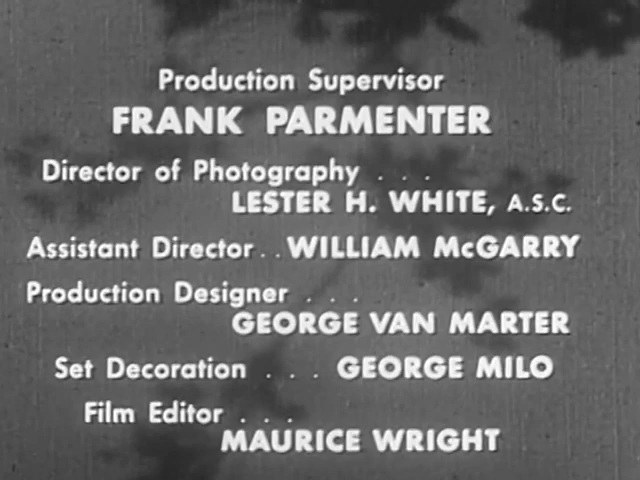 Production Supervisor
FRANK PARMENTER
Director of Photography . . .
LESTER H. WHITE, A.S.C.
Assistant Director . . WILLIAM McGARRY
Production Designer . . .
GEORGE VAN MARTER
Set Decoration . . . GEORGE MILO
Film Editor . . .
MAURICE WRIGHT